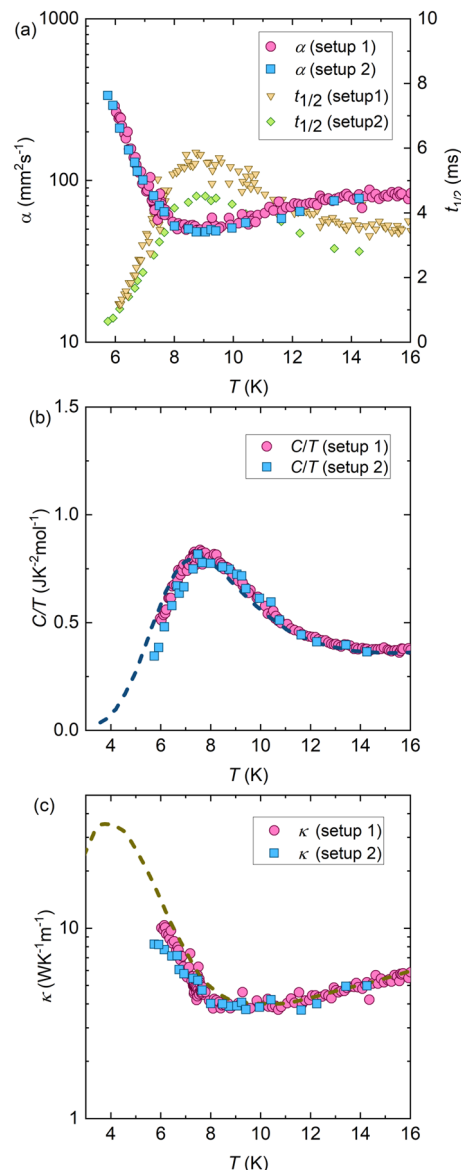 (a)
1000
100
10
α (mm²s⁻¹)
α (setup 1)
α (setup 2)
t₁/₂ (setup1)
t₁/₂ (setup2)
10
8
6
4
2
0
t₁/₂ (ms)
6 8 10 12 14 16
T (K)
(b)
1.5
1.0
0.5
0.0
C/T (JK⁻²mol⁻¹)
C/T (setup 1)
C/T (setup 2)
4 6 8 10 12 14 16
T (K)
(c)
10
1
κ (WK⁻¹m⁻¹)
κ (setup 1)
κ (setup 2)
4 6 8 10 12 14 16
T (K)